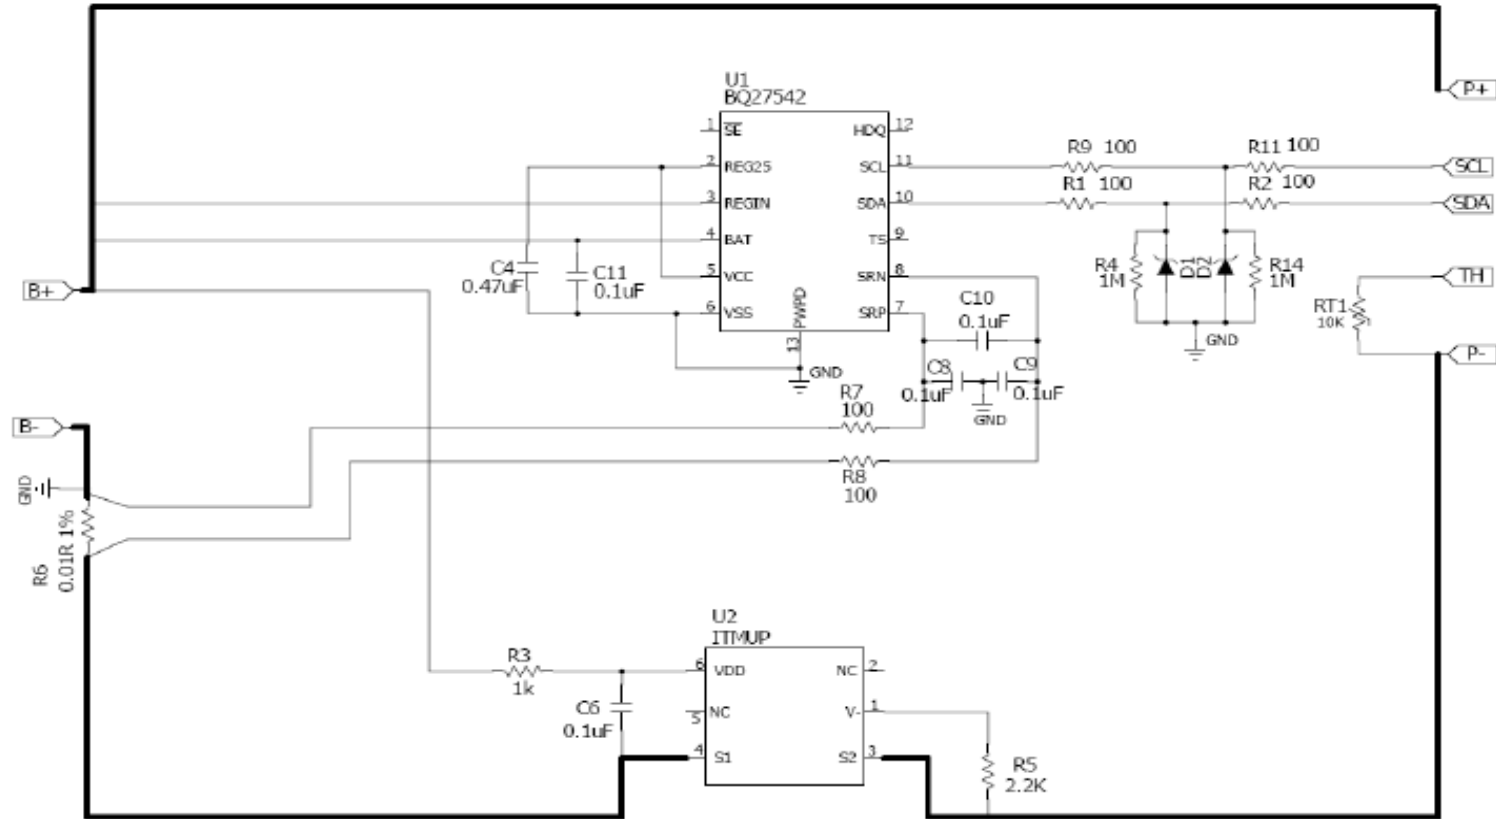 U1
BQ27542
1 SE HDQ 12
2 REG25 SCL 11
3 REGIN SDA 10
4 BAT TS 9
5 VCC SRN 8
6 VSS SRP 7
PWPD
13
GND
P+
R9 100
R11 100
SCL
R1 100
R2 100
SDA
C4
0.47uF
C11
0.1uF
R4
1M
D1
D2
R14
1M
GND
TH
RT1
10K
P-
B+
C10
0.1uF
C8
0.1uF
C9
0.1uF
GND
R7
100
R8
100
B-
GND
R6
0.01R 1%
U2
ITMUP
6 VDD NC 2
5 NC V- 1
4 S1 S2 3
R3
1k
C6
0.1uF
R5
2.2K